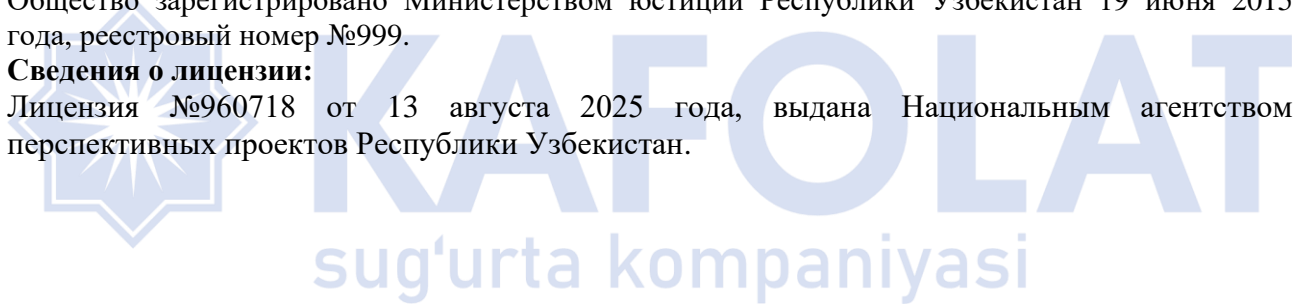 Общество зарегистрировано Министерством юстиции Республики Узбекистан 19 июня 2015
года, реестровый номер №999.
Сведения о лицензии:
Лицензия №960718 от 13 августа 2025 года, выдана Национальным агентством
перспективных проектов Республики Узбекистан.
KAFOLAT
sug'urta kompaniyasi